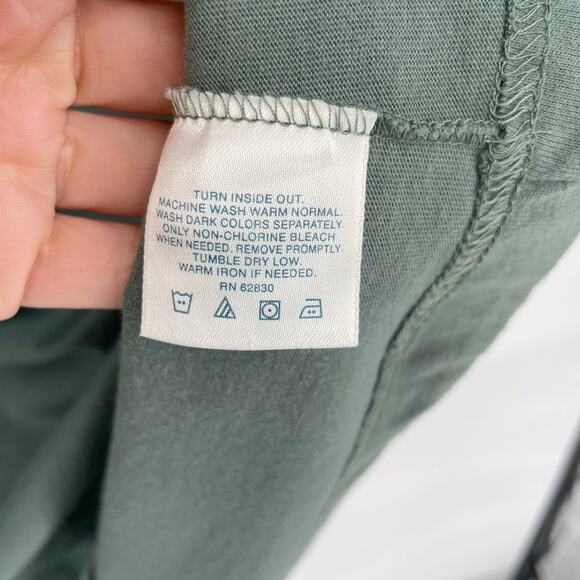 TURN INSIDE OUT.
MACHINE WASH WARM NORMAL.
WASH DARK COLORS SEPARATELY.
ONLY NON-CHLORINE BLEACH
WHEN NEEDED. REMOVE PROMPTLY.
TUMBLE DRY LOW.
WARM IRON IF NEEDED.
RN 62830